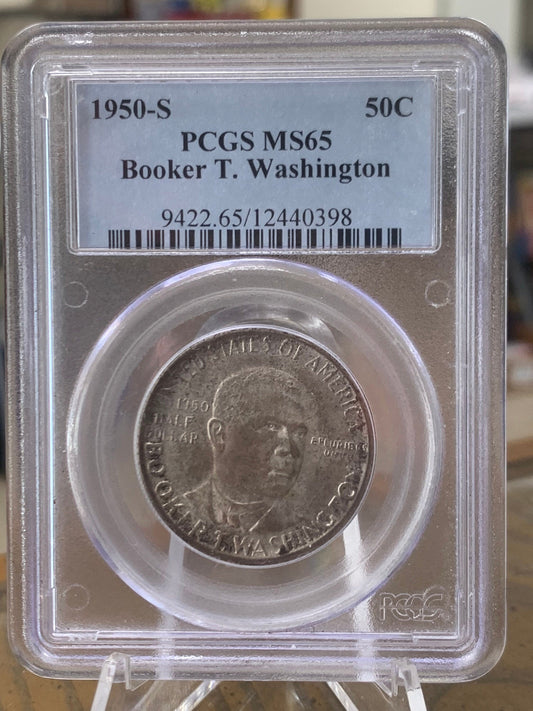 1950-S 50C
PCGS MS65
Booker T. Washington
9422.65/12440398
UNITED STATES OF AMERICA
1950
HALF
DOLLAR
E PLURIBUS
UNUM
BOOKER T. WASHINGTON
PCGS